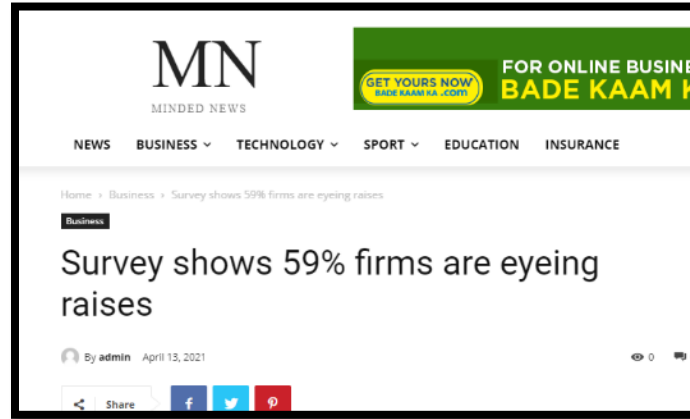 MN
MINDED NEWS
GET YOURS NOW
BADE KAAM KA .COM
FOR ONLINE
BADE KAAM
NEWS BUSINESS TECHNOLOGY SPORT EDUCATION INSURANCE
Home > Business > Survey shows 59% firms are eyeing raises
Business
Survey shows 59% firms are eyeing
raises
By admin April 13, 2021
0
Share